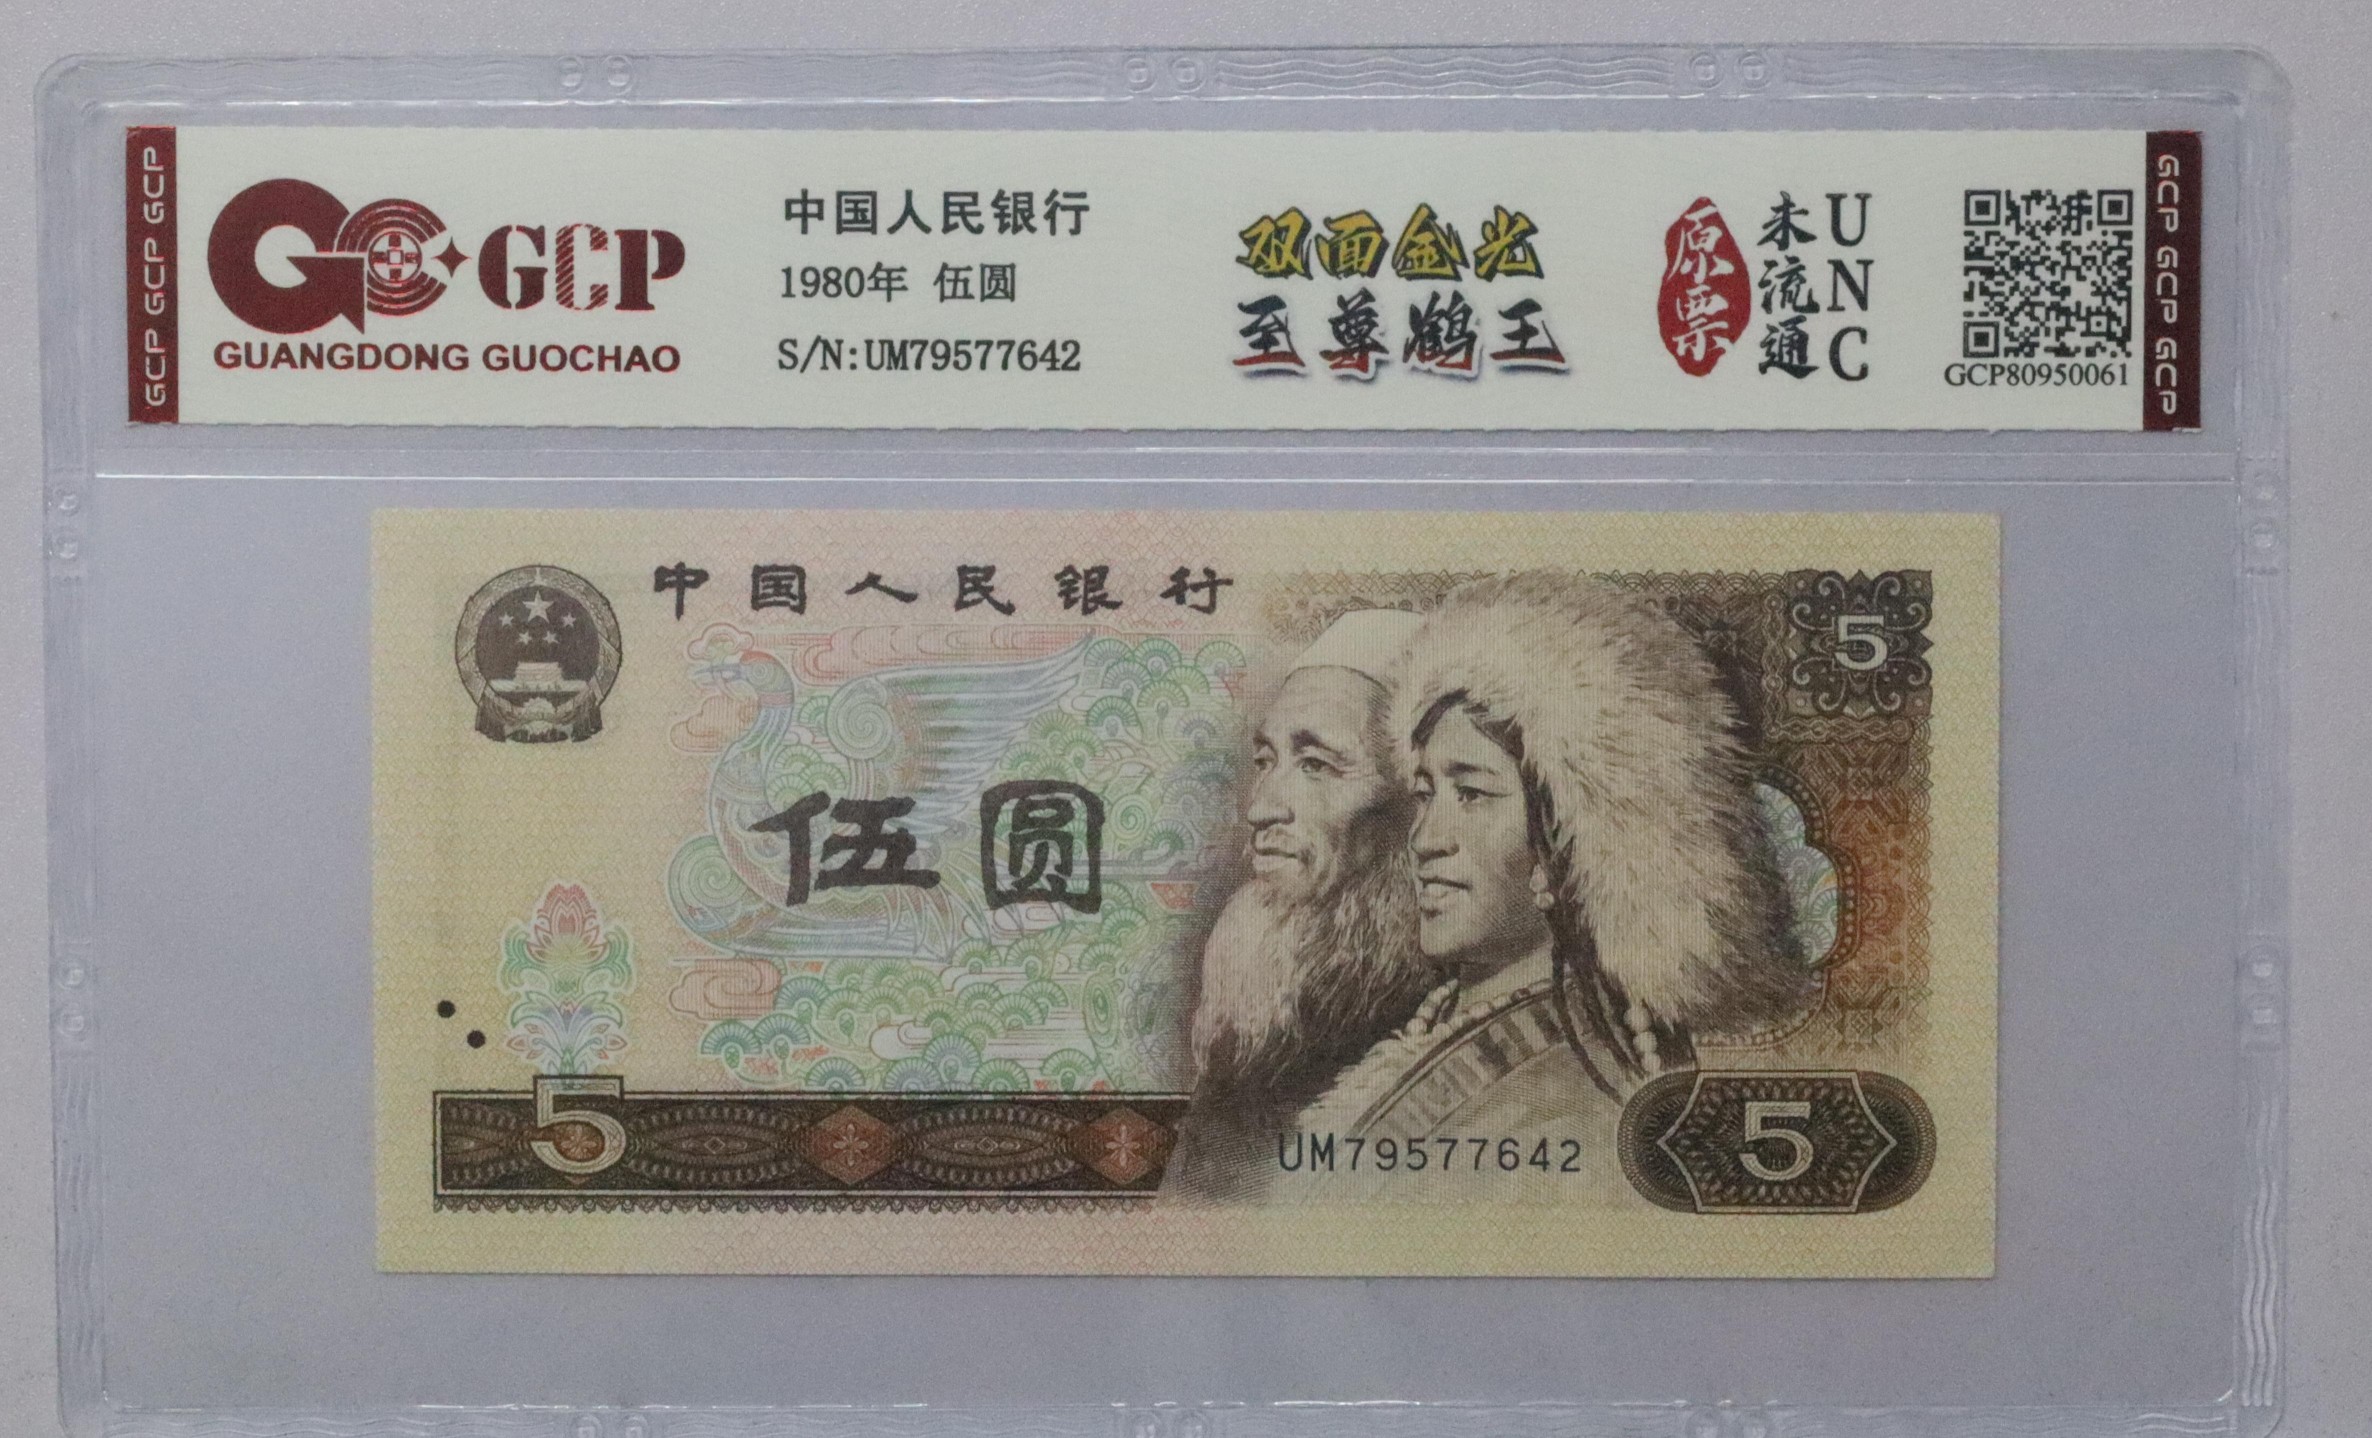 GCP GCP GCP
GCP
GUANGDONG GUOCHAO
中国人民银行
1980年 伍圆
S/N:UM79577642
双面金光
至尊鹤王
原票
未流通
UNC
GCP80950061
GCP GCP GCP
中国人民银行
5
伍圆
5
UM79577642
5